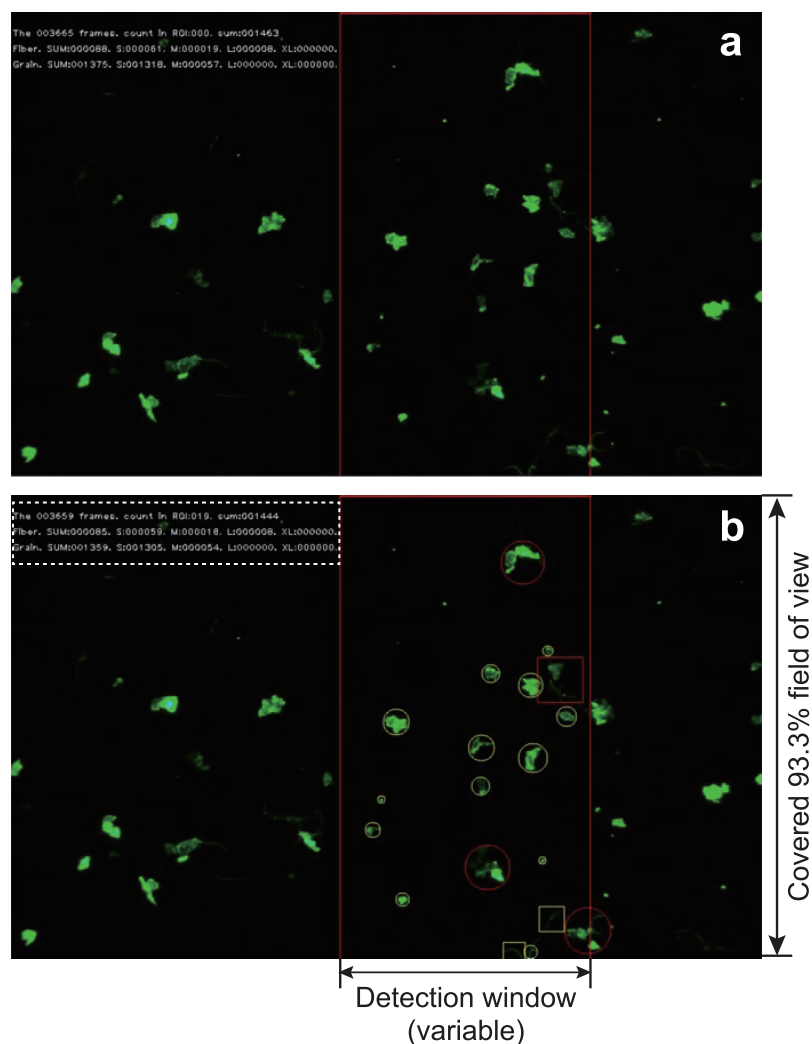 The 003665 frames. count in ROI:000. sum:001463
a
Fiber. SUM:000088. S:000061. M:000019. L:000008. XL:000000.
Grain. SUM:001375. S:001318. M:000057. L:000000. XL:000000.
The 003659 frames. count in ROI:019. sum:001444
b
Fiber. SUM:000085. S:000059. M:000018. L:000008. XL:000000.
Grain. SUM:001359. S:001305. M:000054. L:000000. XL:000000.
Covered 93.3% field of view
Detection window
(variable)